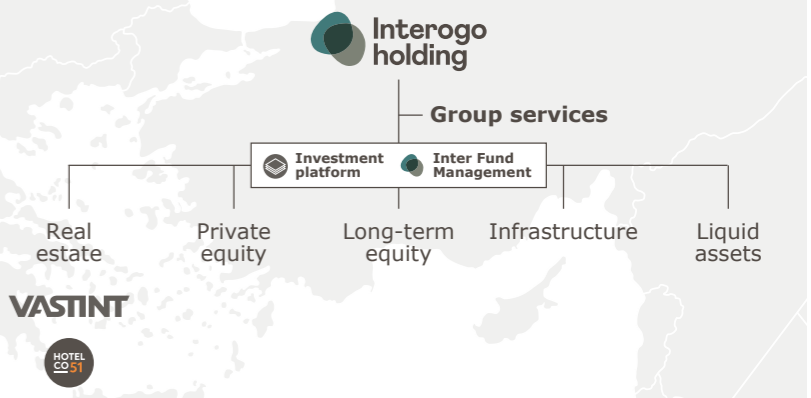 Interogo
holding
Group services
Investment
platform
Inter Fund
Management
Real
estate
Private
equity
Long-term
equity
Infrastructure
Liquid
assets
VASTINT
HOTEL
CO 51